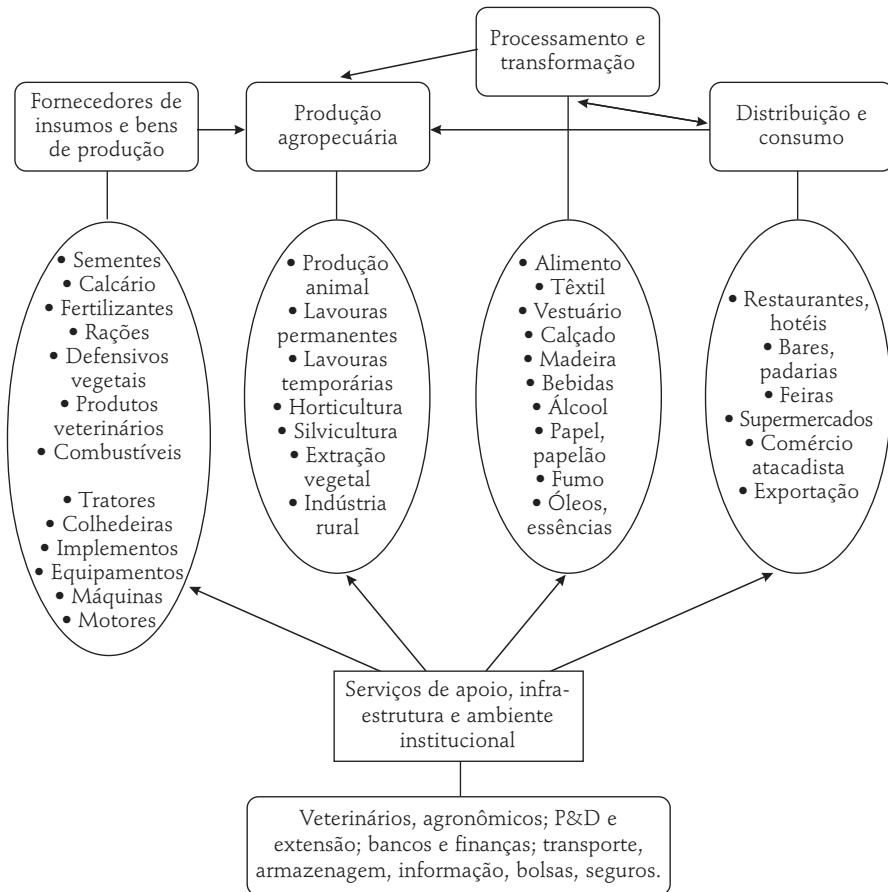 Processamento e
transformação
Fornecedores de
insumos e bens
de produção
Produção
agropecuária
Distribuição e
consumo
• Sementes
• Calcário
• Fertilizantes
• Rações
• Defensivos
vegetais
• Produtos
veterinários
• Combustíveis
• Tratores
• Colhedeiras
• Implementos
• Equipamentos
• Máquinas
• Motores
• Produção
animal
• Lavouras
permanentes
• Lavouras
temporárias
• Horticultura
• Silvicultura
• Extração
vegetal
• Indústria
rural
• Alimento
• Têxtil
• Vestuário
• Calçado
• Madeira
• Bebidas
• Álcool
• Papel,
papelão
• Fumo
• Óleos,
essências
• Restaurantes,
hotéis
• Bares,
padarias
• Feiras
• Supermercados
• Comércio
atacadista
• Exportação
Serviços de apoio, infra-
estrutura e ambiente
institucional
Veterinários, agronômicos; P&D e
extensão; bancos e finanças; transporte,
armazenagem, informação, bolsas, seguros.